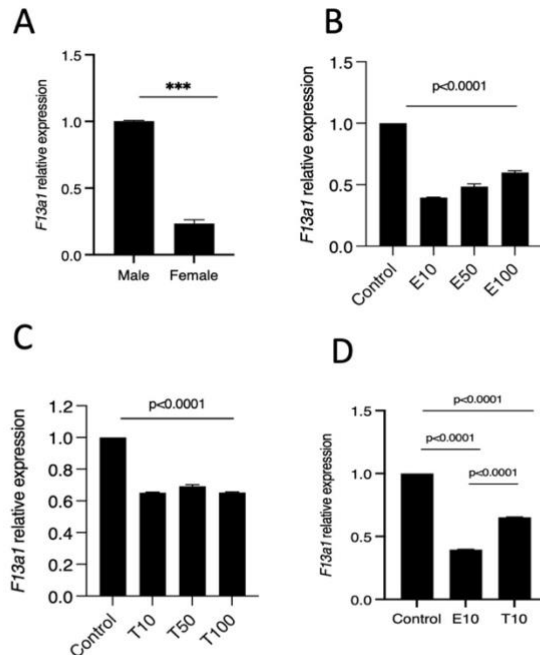 A
F13a1 relative expression
1.5
1.0
0.5
0.0
***
Male Female
B
F13a1 relative expression
1.5
1.0
0.5
0.0
p<0.0001
Control E10 E50 E100
C
F13a1 relative expression
1.2
1.0
0.8
0.6
0.4
0.2
0.0
p<0.0001
Control T10 T50 T100
D
F13a1 relative expression
1.5
1.0
0.5
0.0
p<0.0001
p<0.0001
p<0.0001
Control E10 T10